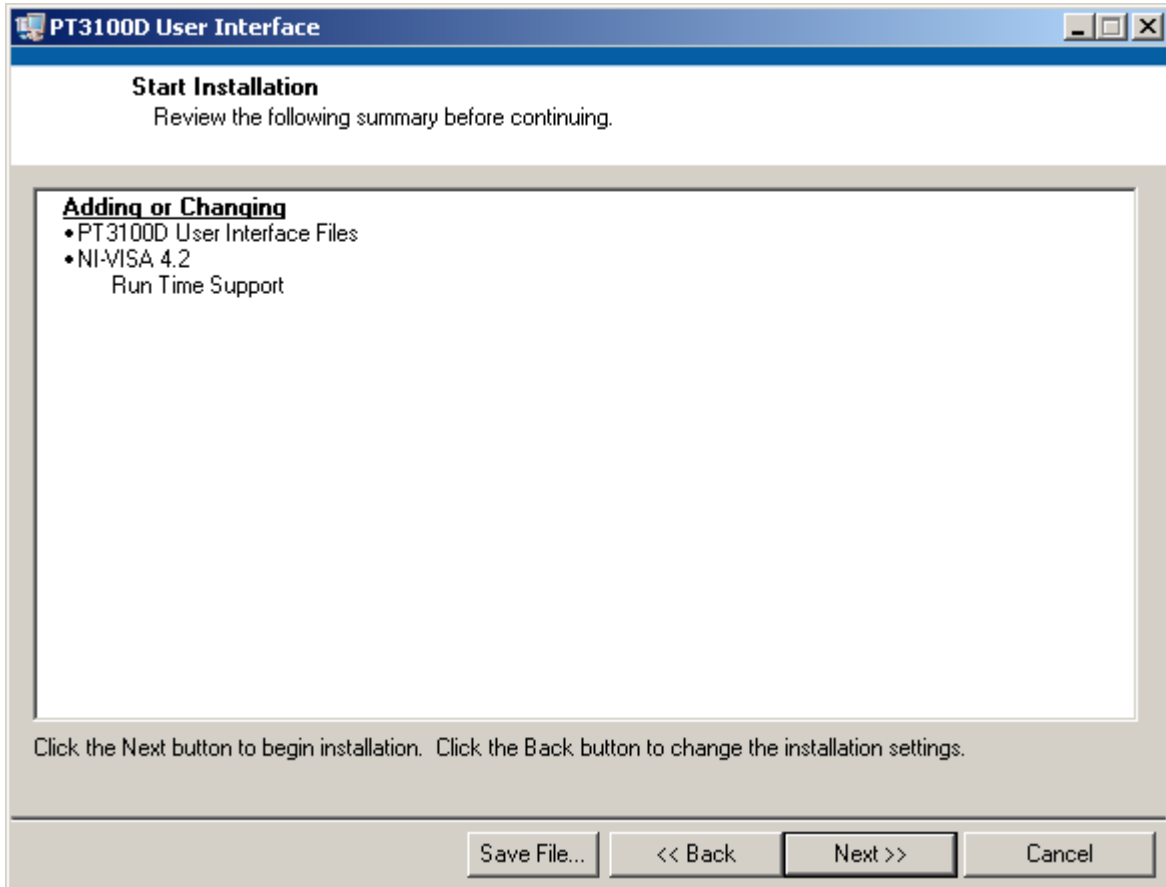 PT3100D User Interface
Start Installation
Review the following summary before continuing.
Adding or Changing
•PT3100D User Interface Files
•NI-VISA 4.2
Run Time Support
Click the Next button to begin installation.  Click the Back button to change the installation settings.
Save File...
<< Back
Next >>
Cancel